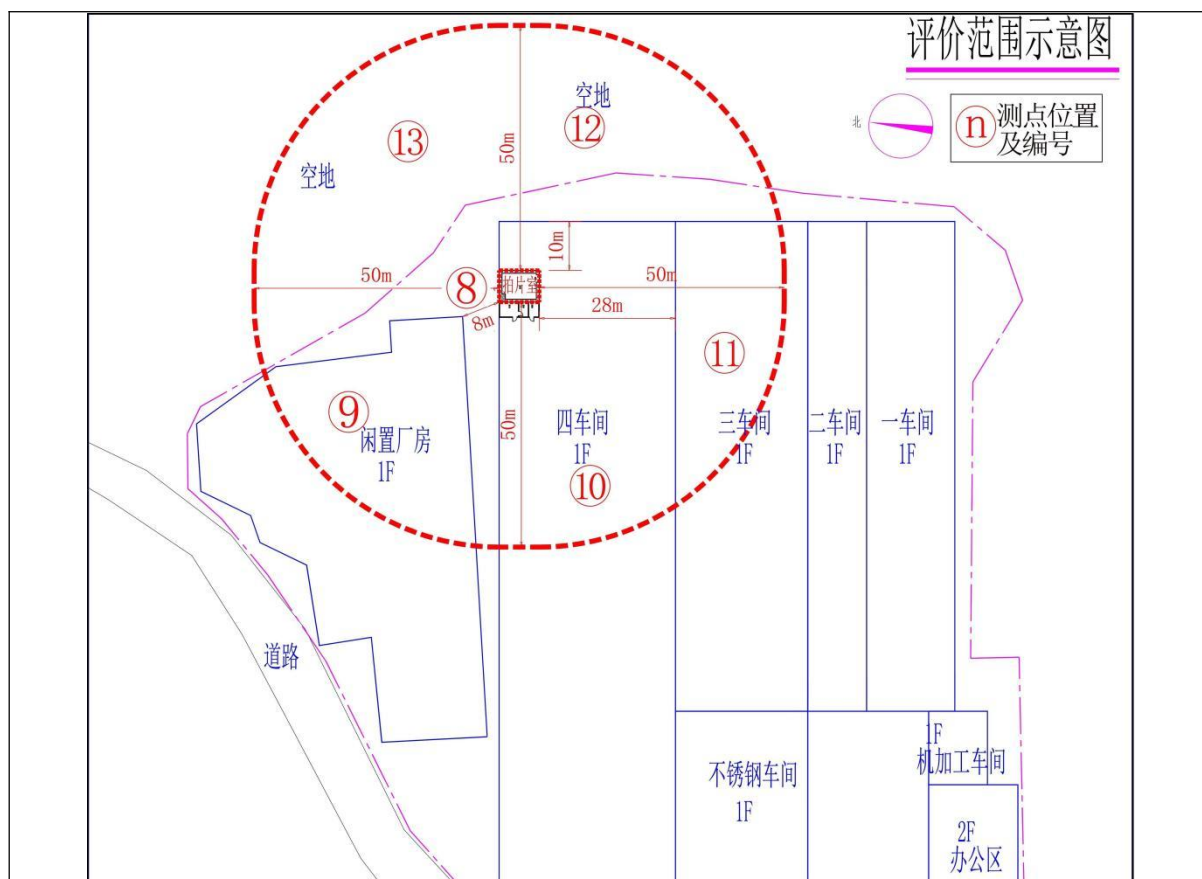 评价范围示意图
北
n 测点位置
及编号
空地
12
13
空地
50m
10m
50m
8
拍片室
50m
8m
28m
11
9
闲置厂房
1F
50m
四车间
1F
10
三车间
1F
二车间
1F
一车间
1F
道路
不锈钢车间
1F
1F
机加工车间
2F
办公区